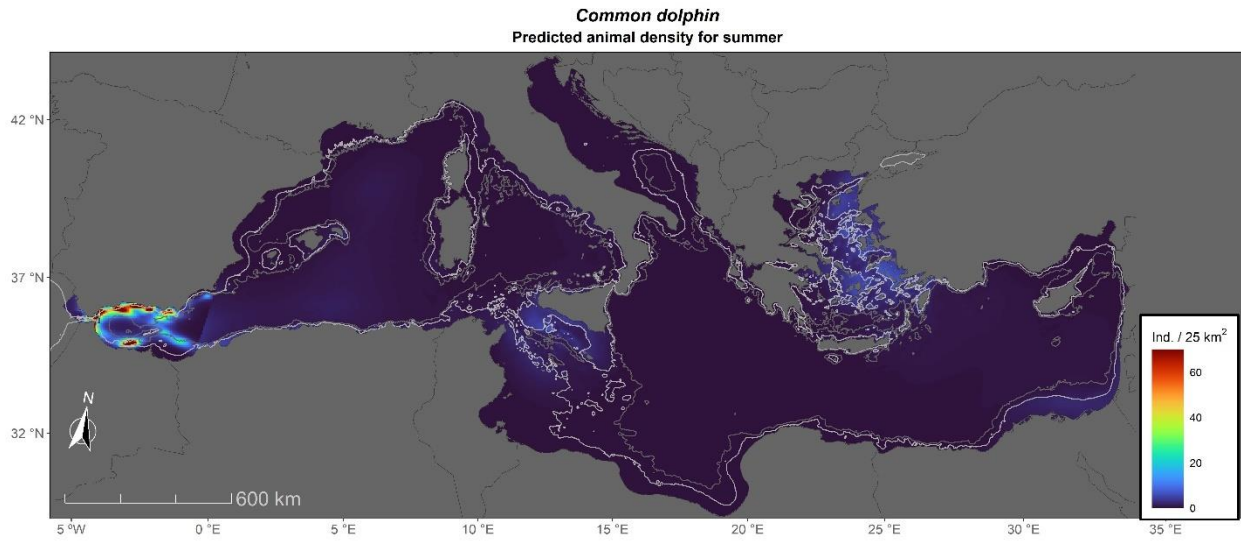 Common dolphin
Predicted animal density for summer
42 °N
37 °N
32 °N
N
600 km
5 °W
0 °E
5 °E
10 °E
15 °E
20 °E
25 °E
30 °E
35 °E
Ind. / 25 km²
60
40
20
0